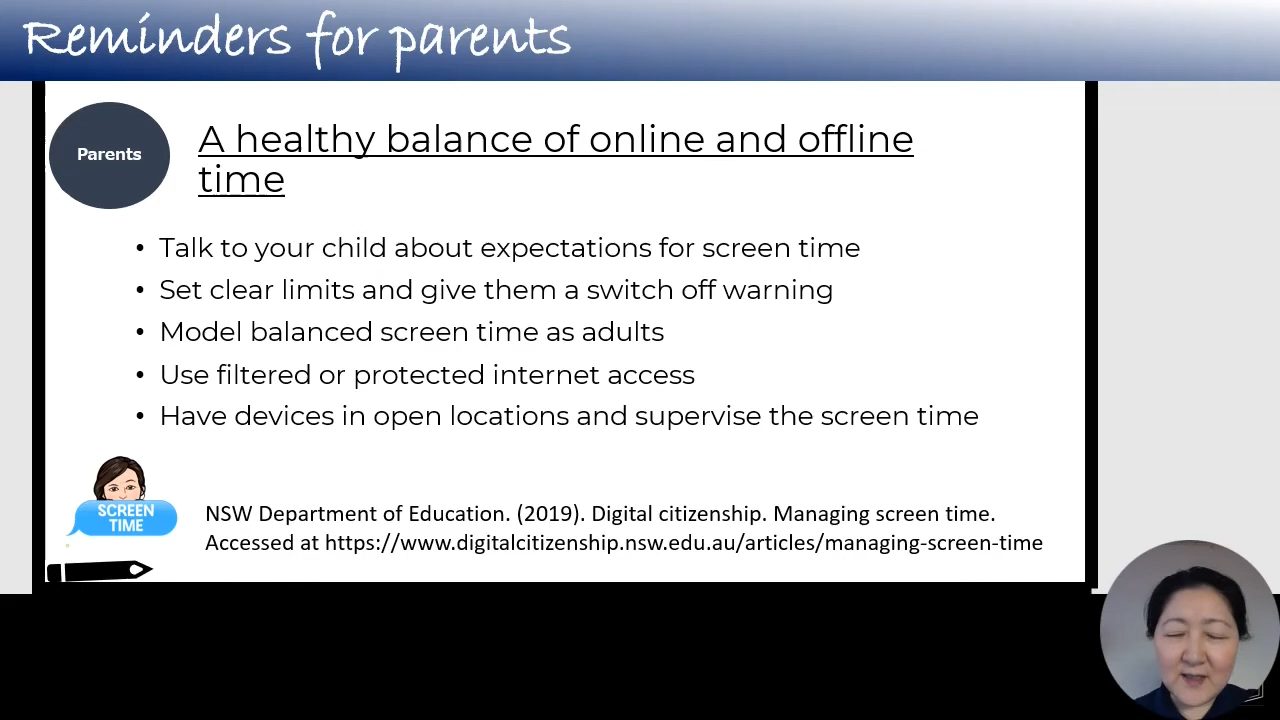 Reminders for parents
Parents
A healthy balance of online and offline
time
• Talk to your child about expectations for screen time
• Set clear limits and give them a switch off warning
• Model balanced screen time as adults
• Use filtered or protected internet access
• Have devices in open locations and supervise the screen time
SCREEN
TIME
NSW Department of Education. (2019). Digital citizenship. Managing screen time.
Accessed at https://www.digitalcitizenship.nsw.edu.au/articles/managing-screen-time